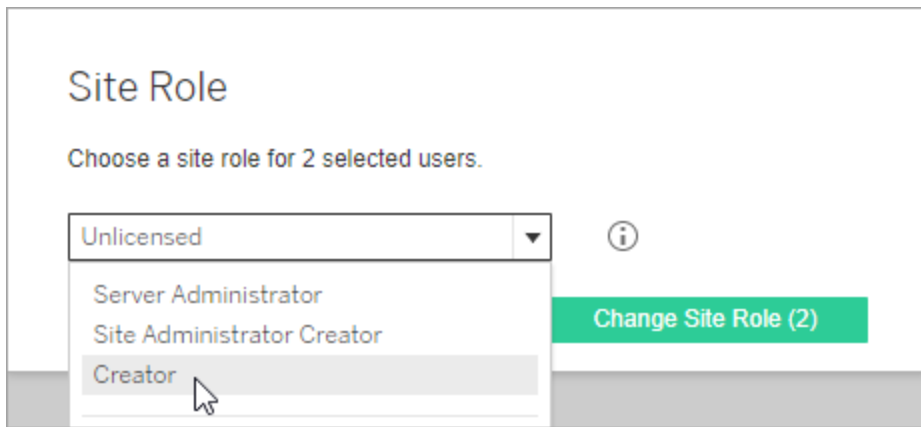 Site Role
Choose a site role for 2 selected users.
Unlicensed
Server Administrator
Site Administrator Creator
Change Site Role (2)
Creator